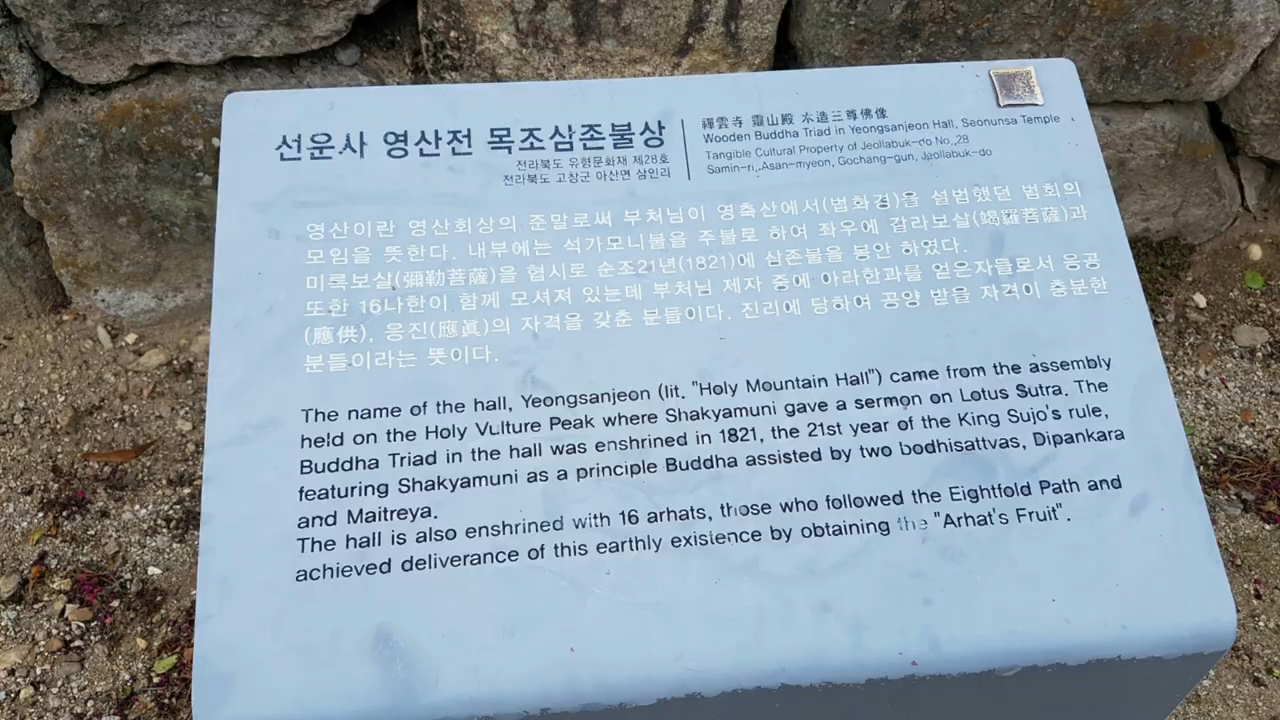 선운사 영산전 목조삼존불상
전라북도 유형문화재 제28호
전라북도 고창군 아산면 삼인리
禪雲寺 靈山殿 木造三尊佛像
Wooden Buddha Triad in Yeongsanjeon Hall, Seonunsa Temple
Tangible Cultural Property of Jeollabuk-do No. 28
Samin-ri, Asan-myeon, Gochang-gun, Jeollabuk-do
영산이란 영산회상의 준말로써 부처님이 영축산에서(법화경)을 설법했던 법회의
모임을 뜻한다. 내부에는 석가모니불을 주불로 하여 좌우에 갈라보살(竭羅菩薩)과
미륵보살(彌勒菩薩)을 협시로 순조21년(1821)에 삼존불을 봉안 하였다.
또한 16나한이 함께 모셔져 있는데 부처님 제자 중에 아라한과를 얻은자들로서 응공
(應供), 응진(應眞)의 자격을 갖춘 분들이다. 진리에 당하여 공양 받을 자격이 충분한
분들이라는 뜻이다.
The name of the hall, Yeongsanjeon (lit. "Holy Mountain Hall") came from the assembly
held on the Holy Vulture Peak where Shakyamuni gave a sermon on Lotus Sutra. The
Buddha Triad in the hall was enshrined in 1821, the 21st year of the King Sujo's rule,
featuring Shakyamuni as a principle Buddha assisted by two bodhisattvas, Dipankara
and Maitreya.
The hall is also enshrined with 16 arhats, those who followed the Eightfold Path and
achieved deliverance of this earthly existence by obtaining the "Arhat's Fruit".